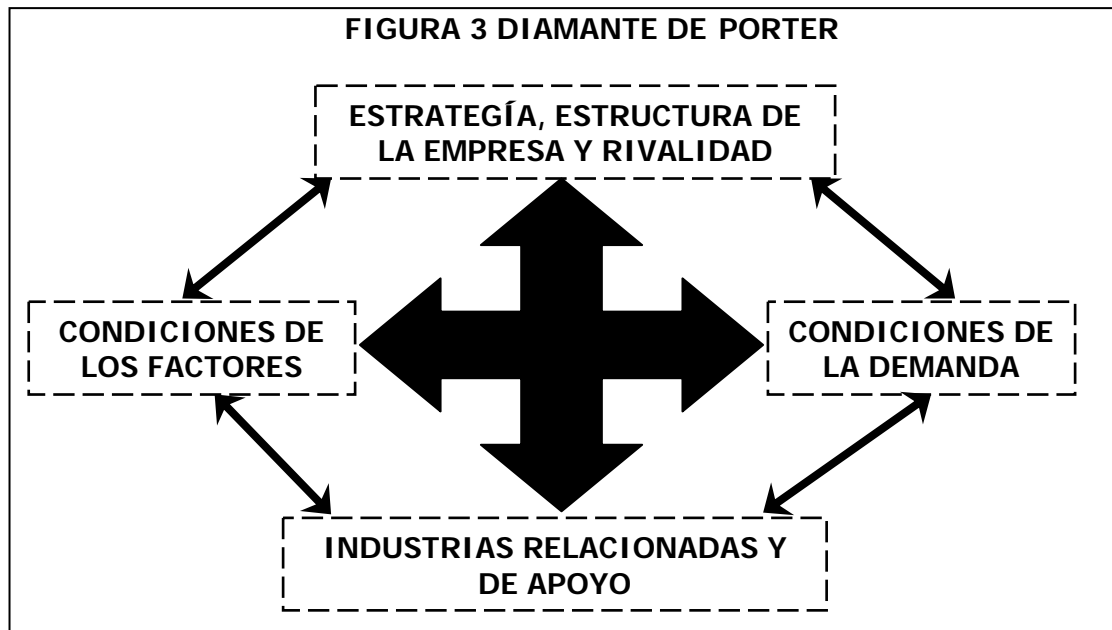 FIGURA 3 DIAMANTE DE PORTER
ESTRATEGÍA, ESTRUCTURA DE
LA EMPRESA Y RIVALIDAD
CONDICIONES DE
LOS FACTORES
CONDICIONES DE
LA DEMANDA
INDUSTRIAS RELACIONADAS Y
DE APOYO